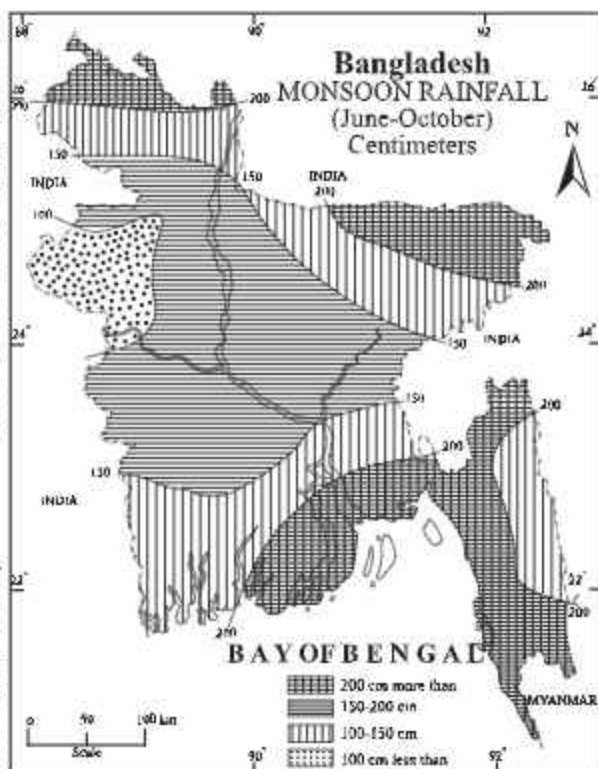 88°
90°
92
Bangladesh
MONSOON RAINFALL
(June-October)
Centimeters
N
26
200
150
150
INDIA
INDIA
200
100
200
24°
24°
150
INDIA
150
200
200
150
INDIA
22°
22°
200
200
BAY OF BENGAL
200 cm more than
150-200 cm
100-150 cm
100 cm less than
MYANMAR
0 50 100 km
Scale
90°
92